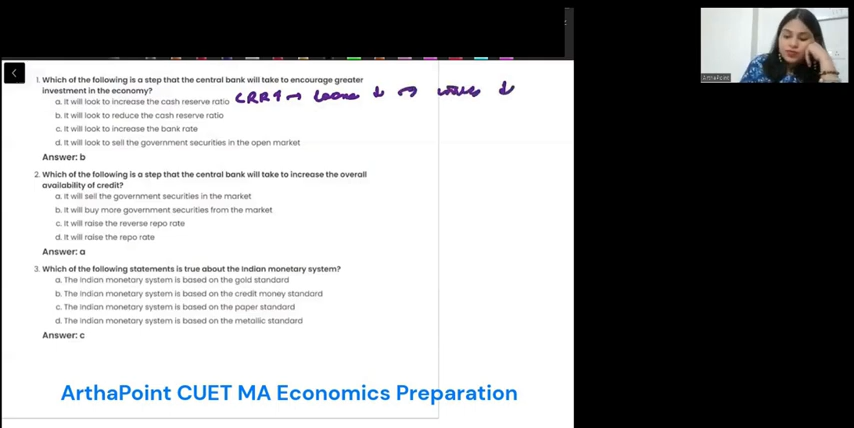 1. Which of the following is a step that the central bank will take to encourage greater
investment in the economy?
a. It will look to increase the cash reserve ratio CRR↑ → Loans ↓ → ↓
b. It will look to reduce the cash reserve ratio
c. It will look to increase the bank rate
d. It will look to sell the government securities in the open market
Answer: b
2. Which of the following is a step that the central bank will take to increase the overall
availability of credit?
a. It will sell the government securities in the market
b. It will buy more government securities from the market
c. It will raise the reverse repo rate
d. It will raise the repo rate
Answer: a
3. Which of the following statements is true about the Indian monetary system?
a. The Indian monetary system is based on the gold standard
b. The Indian monetary system is based on the credit money standard
c. The Indian monetary system is based on the paper standard
d. The Indian monetary system is based on the metallic standard
Answer: c
ArthaPoint CUET MA Economics Preparation
ArthaPoint